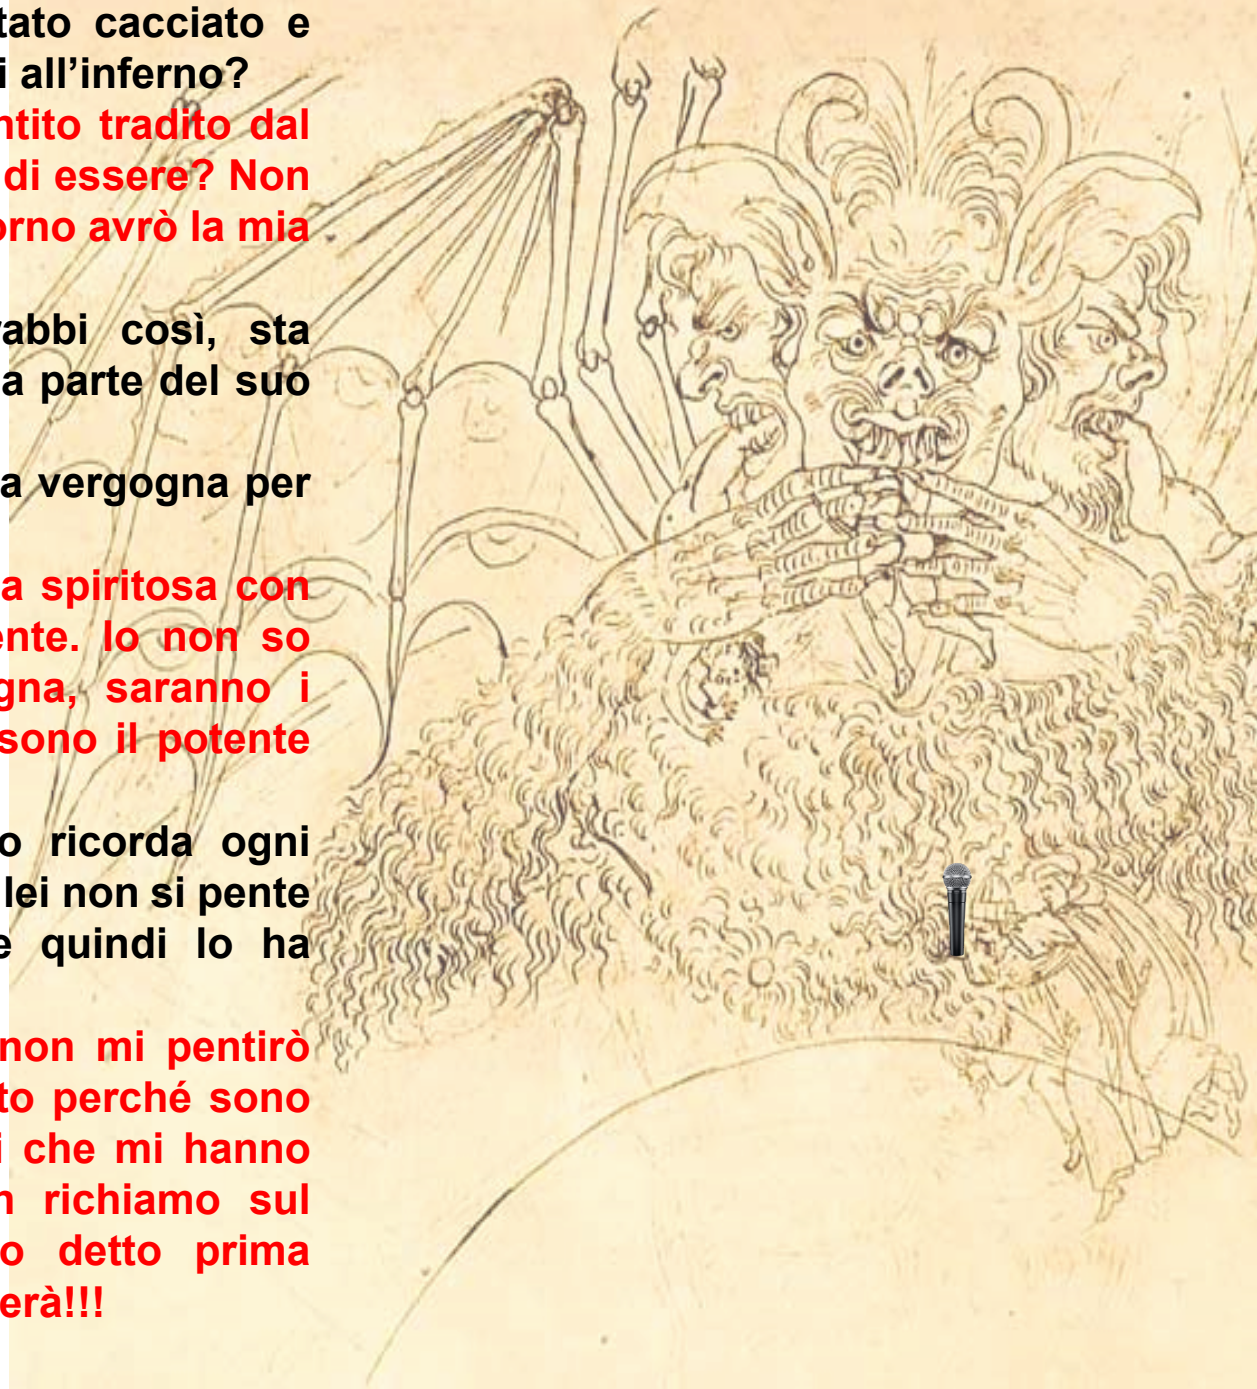 tato cacciato e
i all’inferno?
ntito tradito dal
di essere? Non
orno avrò la mia
abbi così, sta
a parte del suo
a vergogna per
a spiritosa con
ente. Io non so
gna, saranno i
sono il potente
o ricorda ogni
lei non si pente
e quindi lo ha
non mi pentirò
to perché sono
i che mi hanno
n richiamo sul
o detto prima
erà!!!